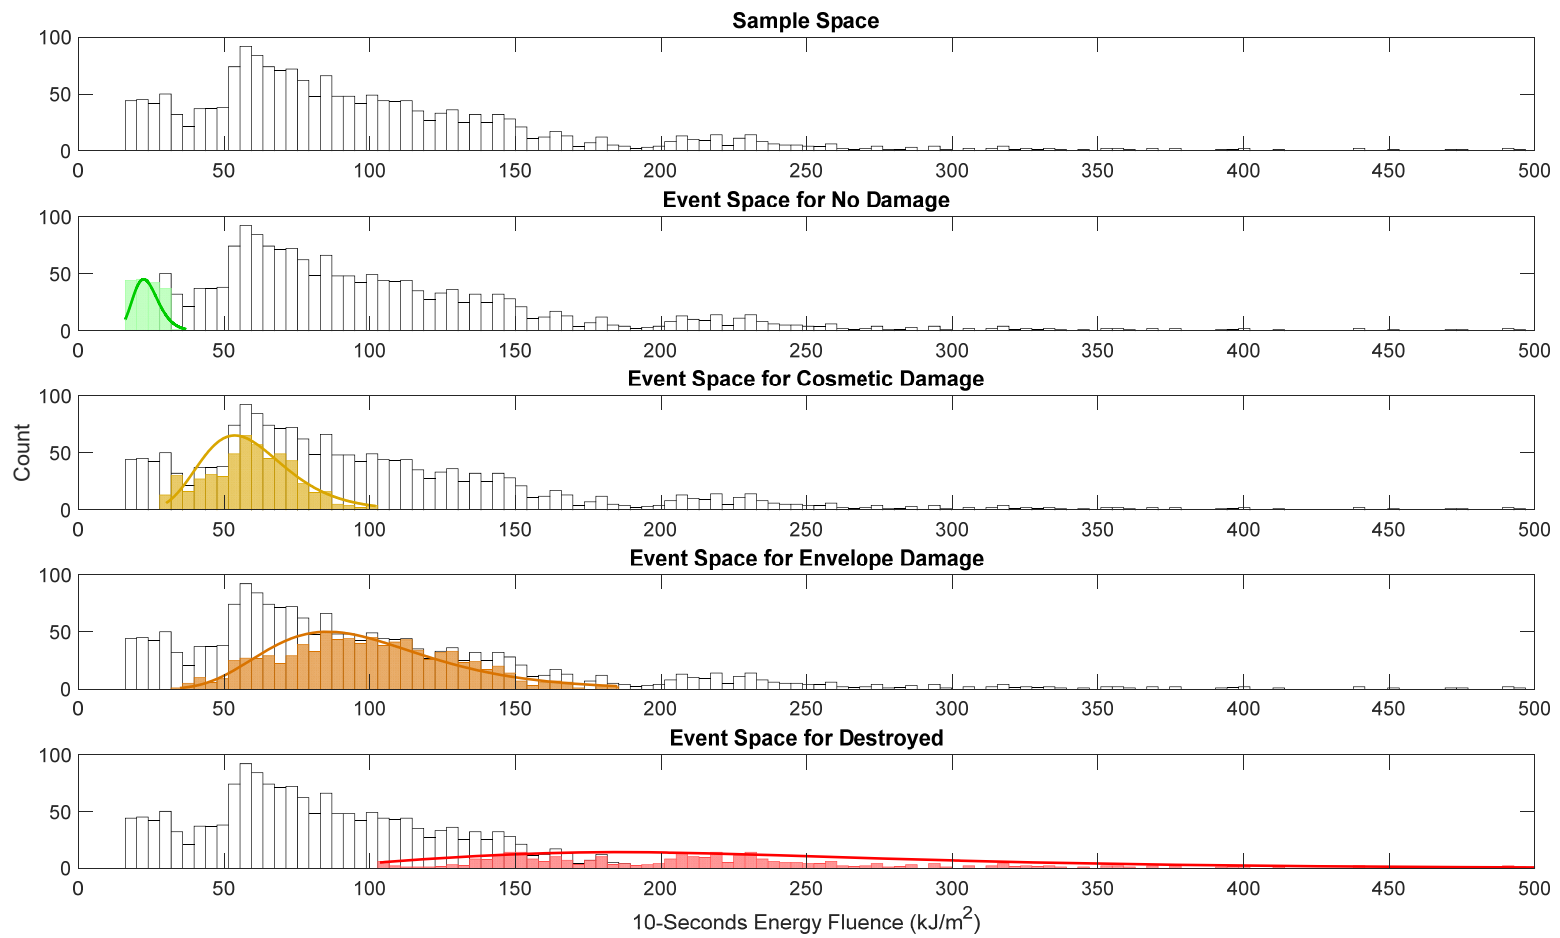 Sample Space
100
50
0
0 50 100 150 200 250 300 350 400 450 500
Event Space for No Damage
100
50
0
0 50 100 150 200 250 300 350 400 450 500
Event Space for Cosmetic Damage
100
50
0
0 50 100 150 200 250 300 350 400 450 500
Count
Event Space for Envelope Damage
100
50
0
0 50 100 150 200 250 300 350 400 450 500
Event Space for Destroyed
100
50
0
0 50 100 150 200 250 300 350 400 450 500
10-Seconds Energy Fluence (kJ/m²)